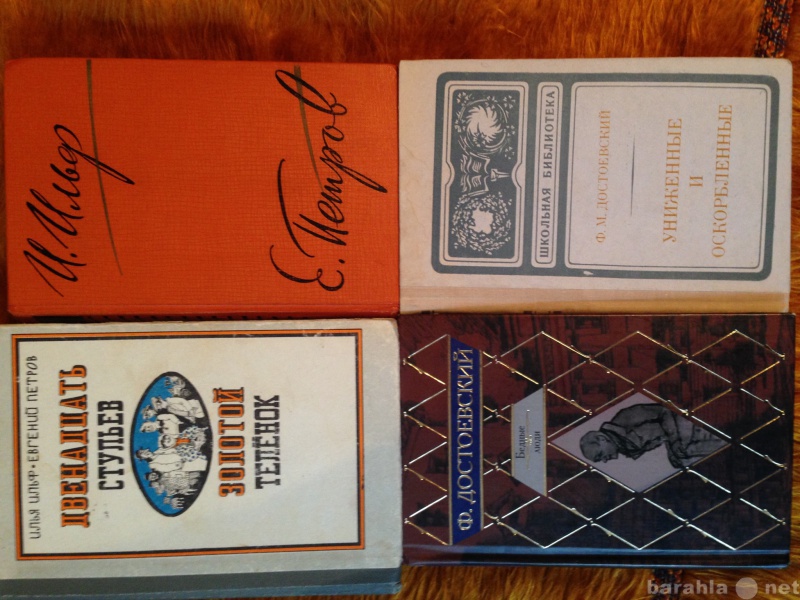 И. Ильф
Е. Петров
ШКОЛЬНАЯ БИБЛИОТЕКА
Ф. М. ДОСТОЕВСКИЙ
УНИЖЕННЫЕ
И
ОСКОРБЛЕННЫЕ
ИЛЬЯ ИЛЬФ • ЕВГЕНИЙ ПЕТРОВ
ДВЕНАДЦАТЬ
СТУЛЬЕВ
ЗОЛОТОЙ
ТЕЛЁНОК
Ф. ДОСТОЕВСКИЙ
Бедные
люди
barahla net